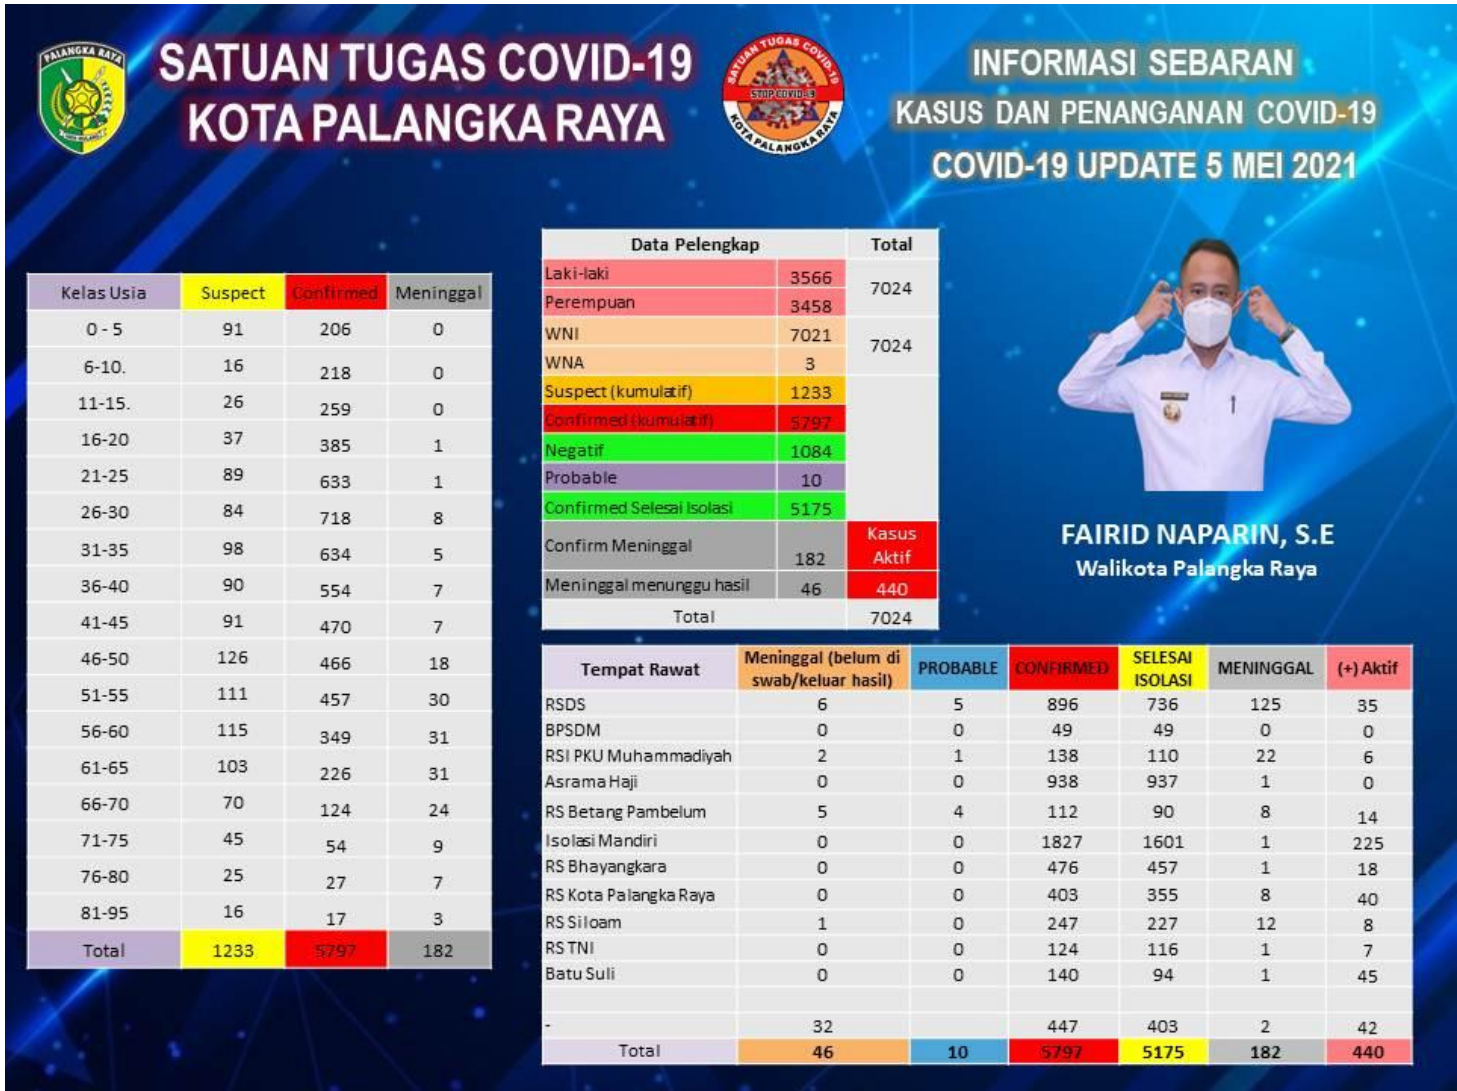 PALANGKA RAYA
SATUAN TUGAS COVID-19
KOTA PALANGKA RAYA
SATUAN TUGAS COVID-19
STOP COVID-19
KOTA PALANGKA RAYA
INFORMASI SEBARAN
KASUS DAN PENANGANAN COVID-19
COVID-19 UPDATE 5 MEI 2021
Kelas Usia Suspect Confirmed Meninggal
0 - 5 91 206 0
6-10. 16 218 0
11-15. 26 259 0
16-20 37 385 1
21-25 89 633 1
26-30 84 718 8
31-35 98 634 5
36-40 90 554 7
41-45 91 470 7
46-50 126 466 18
51-55 111 457 30
56-60 115 349 31
61-65 103 226 31
66-70 70 124 24
71-75 45 54 9
76-80 25 27 7
81-95 16 17 3
Total 1233 5797 182
Data Pelengkap Total
Laki-laki 3566 7024
Perempuan 3458
WNI 7021 7024
WNA 3
Suspect (kumulatif) 1233
Confirmed (kumulatif) 5797
Negatif 1084
Probable 10
Confirmed Selesai Isolasi 5175
Confirm Meninggal 182 Kasus Aktif
Meninggal menunggu hasil 46 440
Total 7024
FAIRID NAPARIN, S.E
Walikota Palangka Raya
Tempat Rawat Meninggal (belum di swab/keluar hasil) PROBABLE CONFIRMED SELESAI ISOLASI MENINGGAL (+) Aktif
RSDS 6 5 896 736 125 35
BPSDM 0 0 49 49 0 0
RSI PKU Muhammadiyah 2 1 138 110 22 6
Asrama Haji 0 0 938 937 1 0
RS Betang Pambelum 5 4 112 90 8 14
Isolasi Mandiri 0 0 1827 1601 1 225
RS Bhayangkara 0 0 476 457 1 18
RS Kota Palangka Raya 0 0 403 355 8 40
RS Siloam 1 0 247 227 12 8
RS TNI 0 0 124 116 1 7
Batu Suli 0 0 140 94 1 45
- 32 447 403 2 42
Total 46 10 5797 5175 182 440